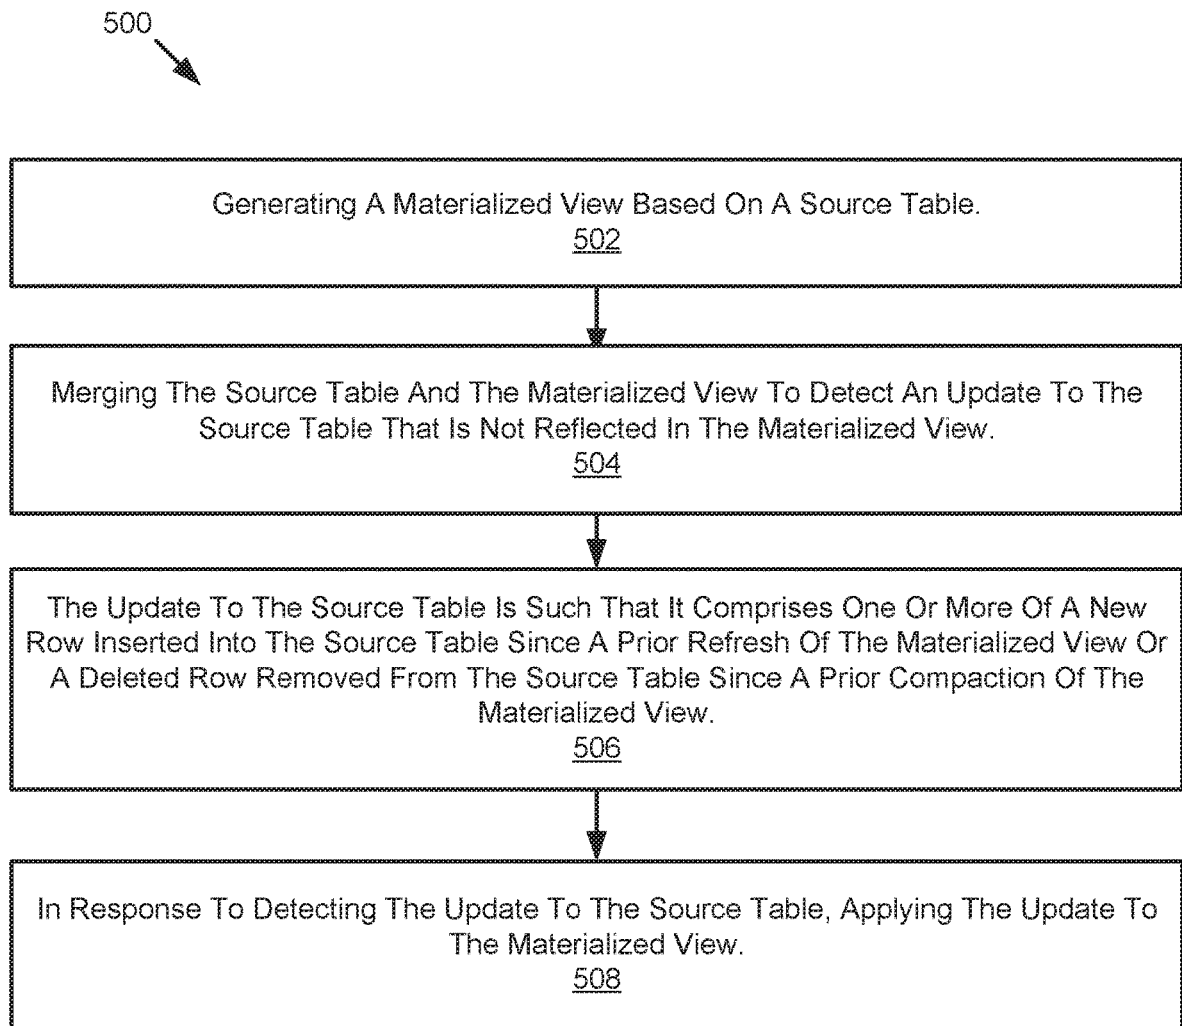 500
Generating A Materialized View Based On A Source Table.
502
Merging The Source Table And The Materialized View To Detect An Update To The
Source Table That Is Not Reflected In The Materialized View.
504
The Update To The Source Table Is Such That It Comprises One Or More Of A New
Row Inserted Into The Source Table Since A Prior Refresh Of The Materialized View Or
A Deleted Row Removed From The Source Table Since A Prior Compaction Of The
Materialized View.
506
In Response To Detecting The Update To The Source Table, Applying The Update To
The Materialized View.
508